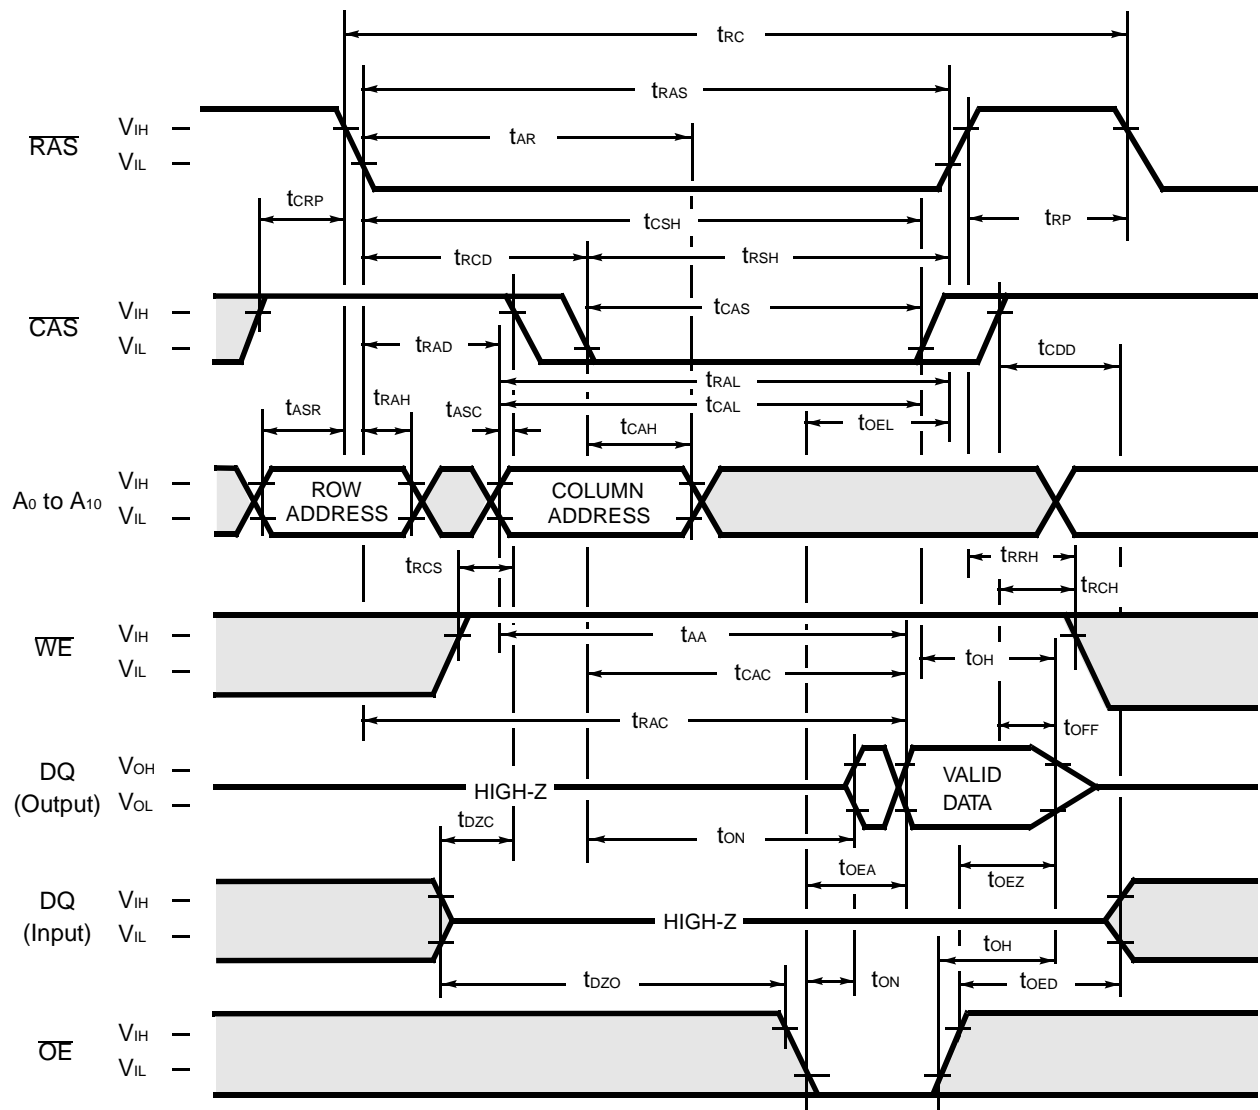 tRC
tRAS
RAS VIH VIL
tAR
tCRP
tCSH
tRP
tRCD tRSH
CAS VIH VIL
tCAS
tRAD
tCDD
tRAL
tASR tRAH tASC tCAL
tCAH tOEL
A0 to A10 VIH VIL
ROW ADDRESS
COLUMN ADDRESS
tRCS tRRH
tRCH
WE VIH VIL
tAA
tOH
tCAC
tRAC tOFF
DQ (Output) VOH VOL
HIGH-Z
VALID DATA
tDZC tON
tOEA tOEZ
DQ (Input) VIH VIL
HIGH-Z
tOH
tDZO tON tOED
OE VIH VIL